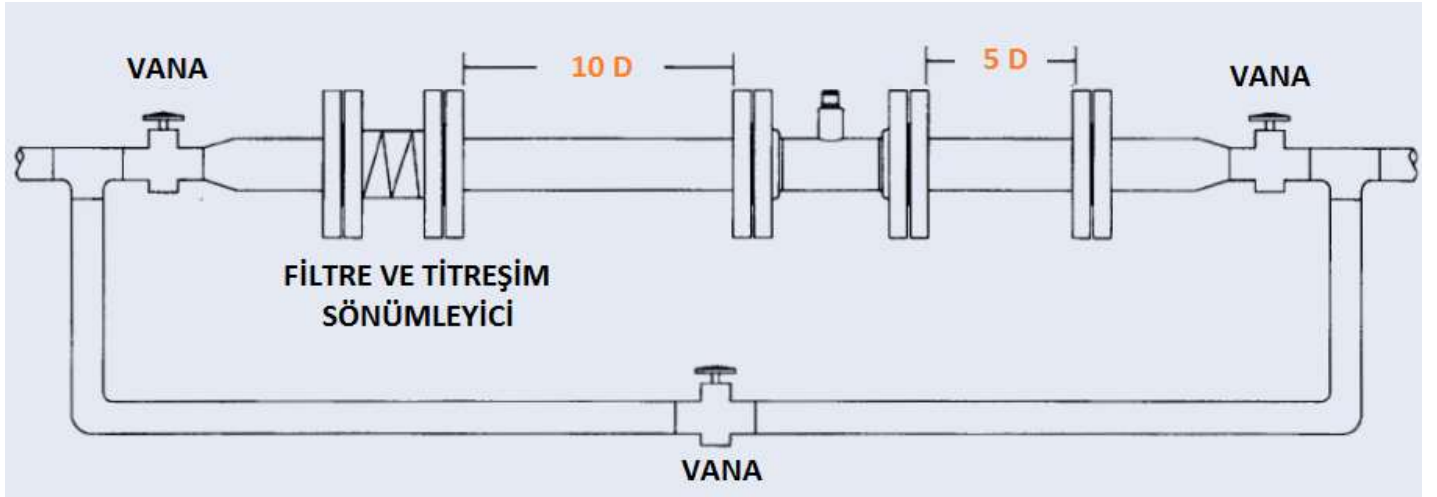 10 D
5 D
VANA
VANA
FİLTRE VE TİTREŞİM
SÖNÜMLEYİCİ
VANA